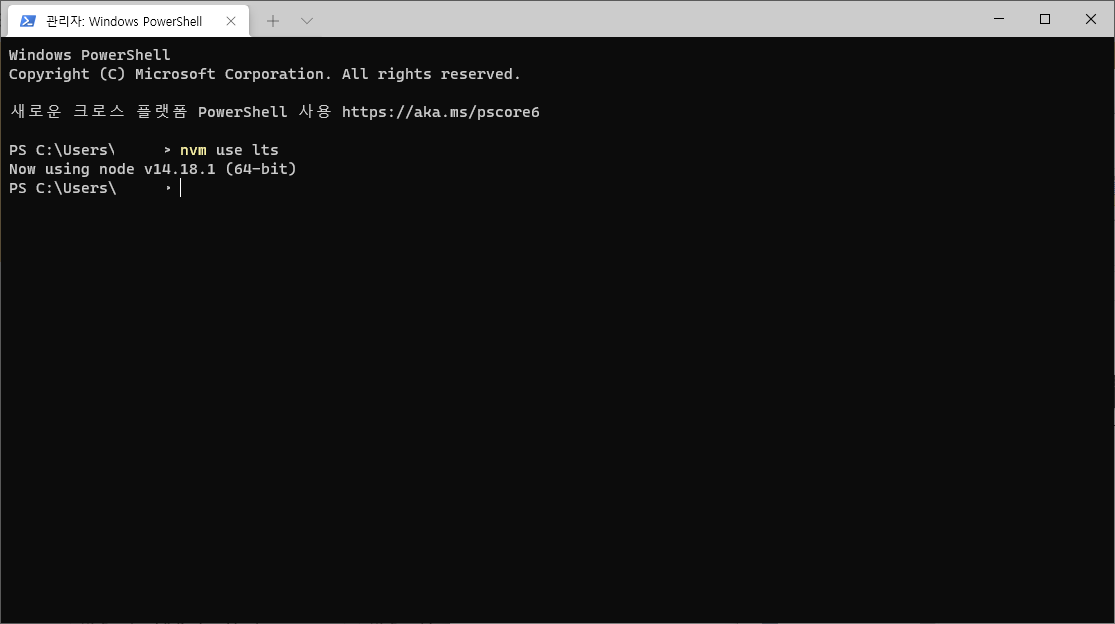 관리자: Windows PowerShell
Windows PowerShell
Copyright (C) Microsoft Corporation. All rights reserved.
새로운 크로스 플랫폼 PowerShell 사용 https://aka.ms/pscore6
PS C:\Users\ > nvm use lts
Now using node v14.18.1 (64-bit)
PS C:\Users\ >